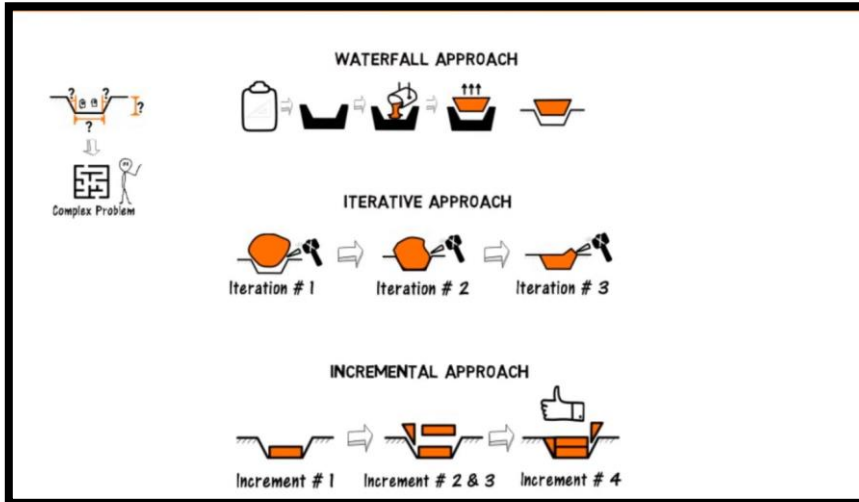 WATERFALL APPROACH
? ?
?
?
Complex Problem
ITERATIVE APPROACH
Iteration # 1
Iteration # 2
Iteration # 3
INCREMENTAL APPROACH
Increment # 1
Increment # 2 & 3
Increment # 4